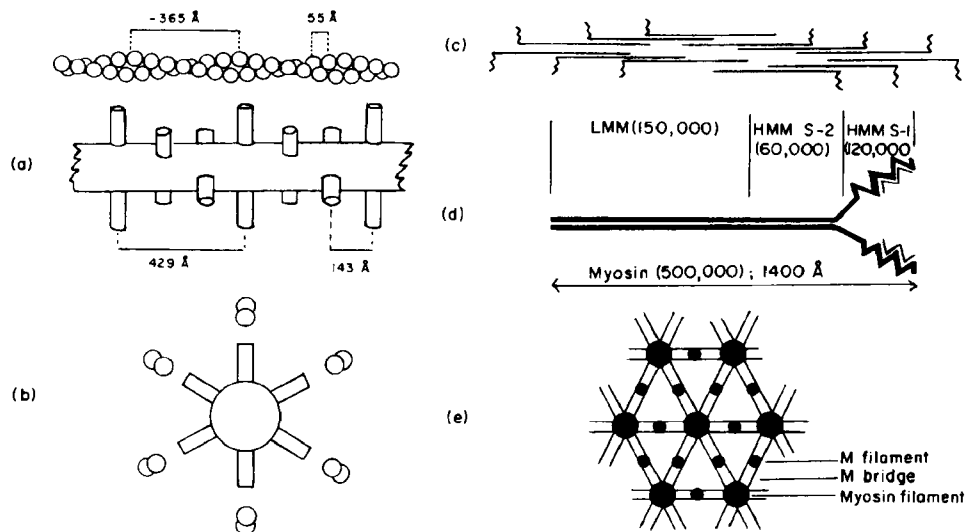 -365 Å
55 Å
(a)
429 Å
143 Å
(b)
(c)
LMM(150,000)
HMM S-2
(60,000)
HMM S-1
(120,000)
(d)
Myosin (500,000) ; 1400 Å
(e)
M filament
M bridge
Myosin filament